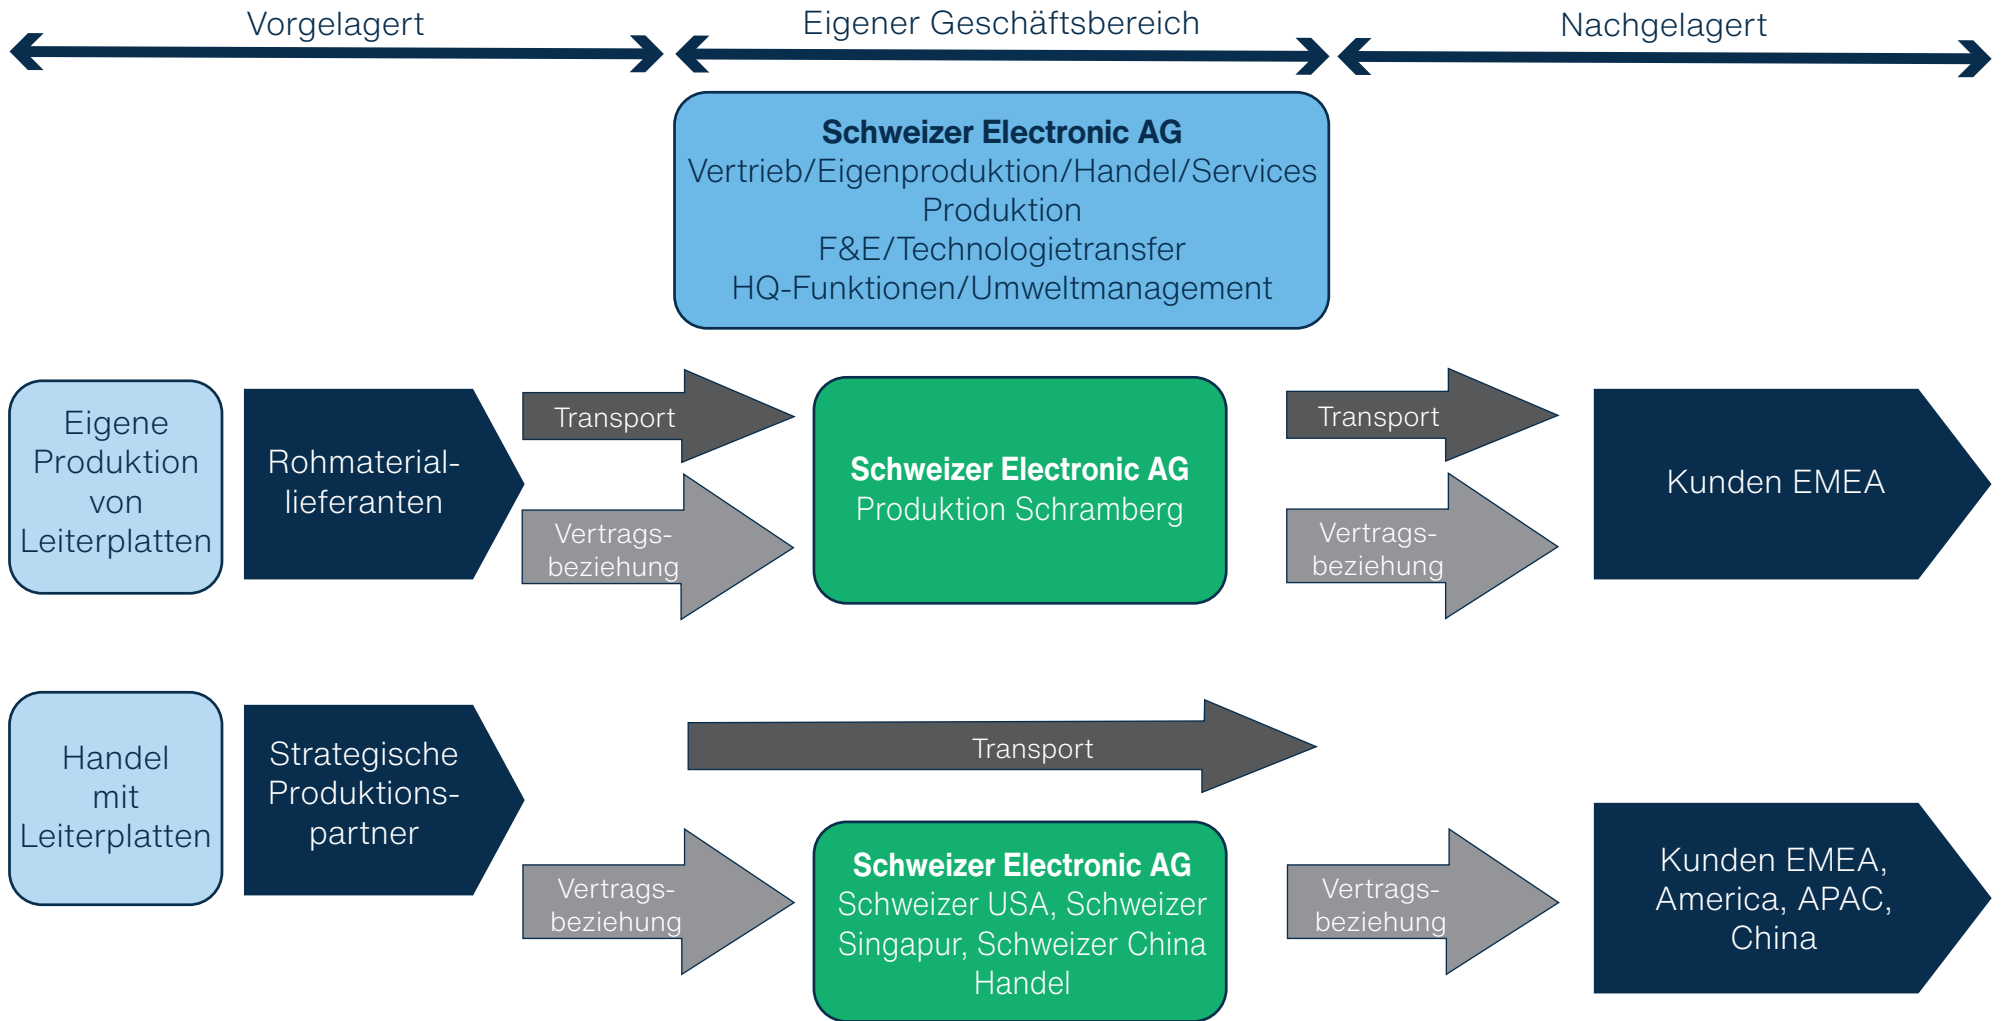 Vorgelagert
Eigener Geschäftsbereich
Nachgelagert
Schweizer Electronic AG
Vertrieb/Eigenproduktion/Handel/Services
Produktion
F&E/Technologietransfer
HQ-Funktionen/Umweltmanagement
Eigene
Produktion
von
Leiterplatten
Rohmaterial-
lieferanten
Transport
Vertrags-
beziehung
Schweizer Electronic AG
Produktion Schramberg
Transport
Vertrags-
beziehung
Kunden EMEA
Handel
mit
Leiterplatten
Strategische
Produktions-
partner
Transport
Vertrags-
beziehung
Schweizer Electronic AG
Schweizer USA, Schweizer
Singapur, Schweizer China
Handel
Vertrags-
beziehung
Kunden EMEA,
America, APAC,
China